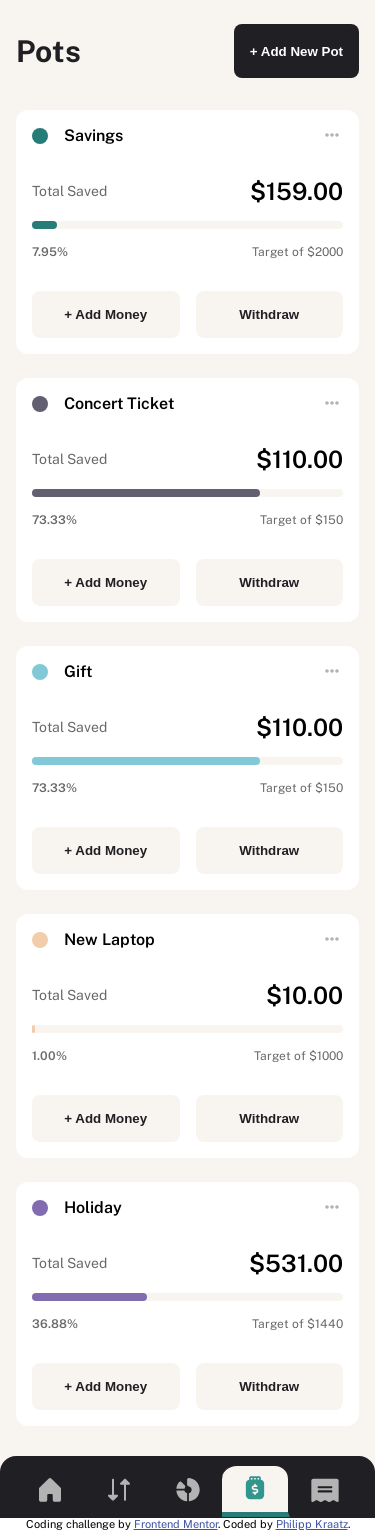 Pots
+ Add New Pot
Savings
Total Saved $159.00
7.95% Target of $2000
+ Add Money Withdraw
Concert Ticket
Total Saved $110.00
73.33% Target of $150
+ Add Money Withdraw
Gift
Total Saved $110.00
73.33% Target of $150
+ Add Money Withdraw
New Laptop
Total Saved $10.00
1.00% Target of $1000
+ Add Money Withdraw
Holiday
Total Saved $531.00
36.88% Target of $1440
+ Add Money Withdraw
Coding challenge by Frontend Mentor. Coded by Philipp Kraatz.